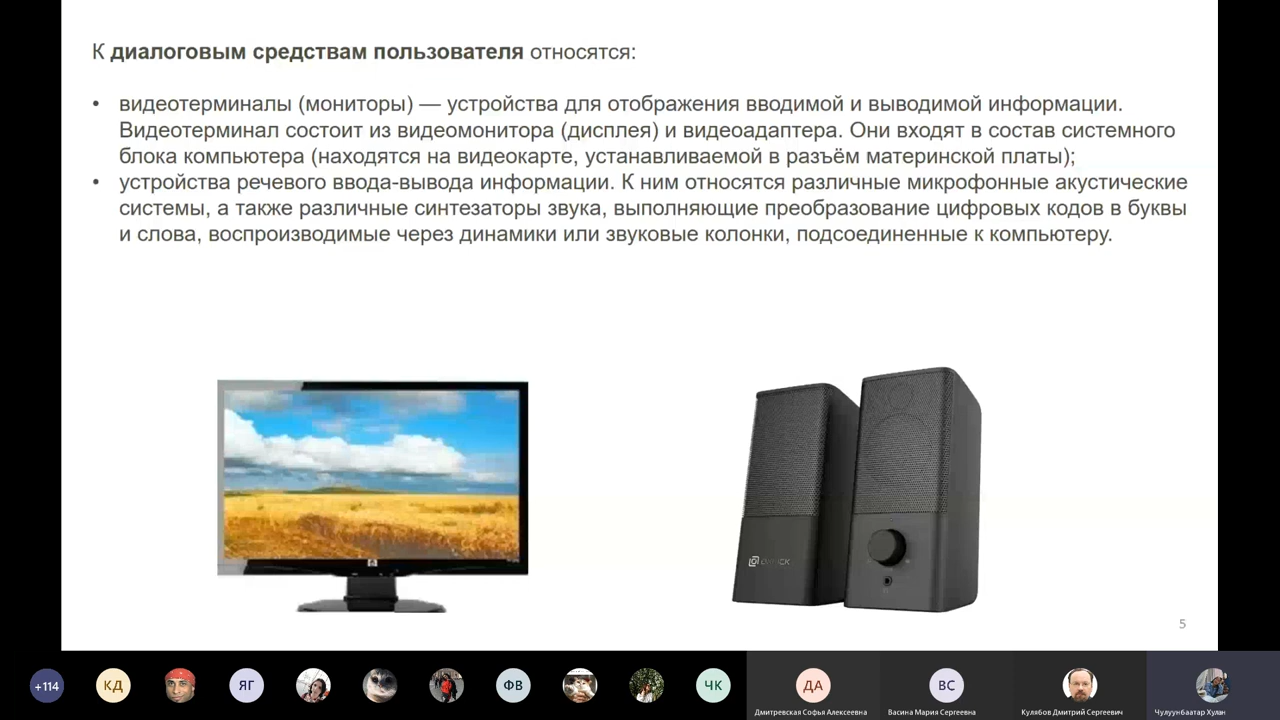 К диалоговым средствам пользователя относятся:
• видеотерминалы (мониторы) — устройства для отображения вводимой и выводимой информации.
Видеотерминал состоит из видеомонитора (дисплея) и видеоадаптера. Они входят в состав системного
блока компьютера (находятся на видеокарте, устанавливаемой в разъём материнской платы);
• устройства речевого ввода-вывода информации. К ним относятся различные микрофонные акустические
системы, а также различные синтезаторы звука, выполняющие преобразование цифровых кодов в буквы
и слова, воспроизводимые через динамики или звуковые колонки, подсоединенные к компьютеру.
5
+114
КД
ЯГ
ФВ
ЧК
ДА
ВС
Дмитревская Софья Алексеевна
Васина Мария Сергеевна
Кулябов Дмитрий Сергеевич
Чулуунбаатар Хулан